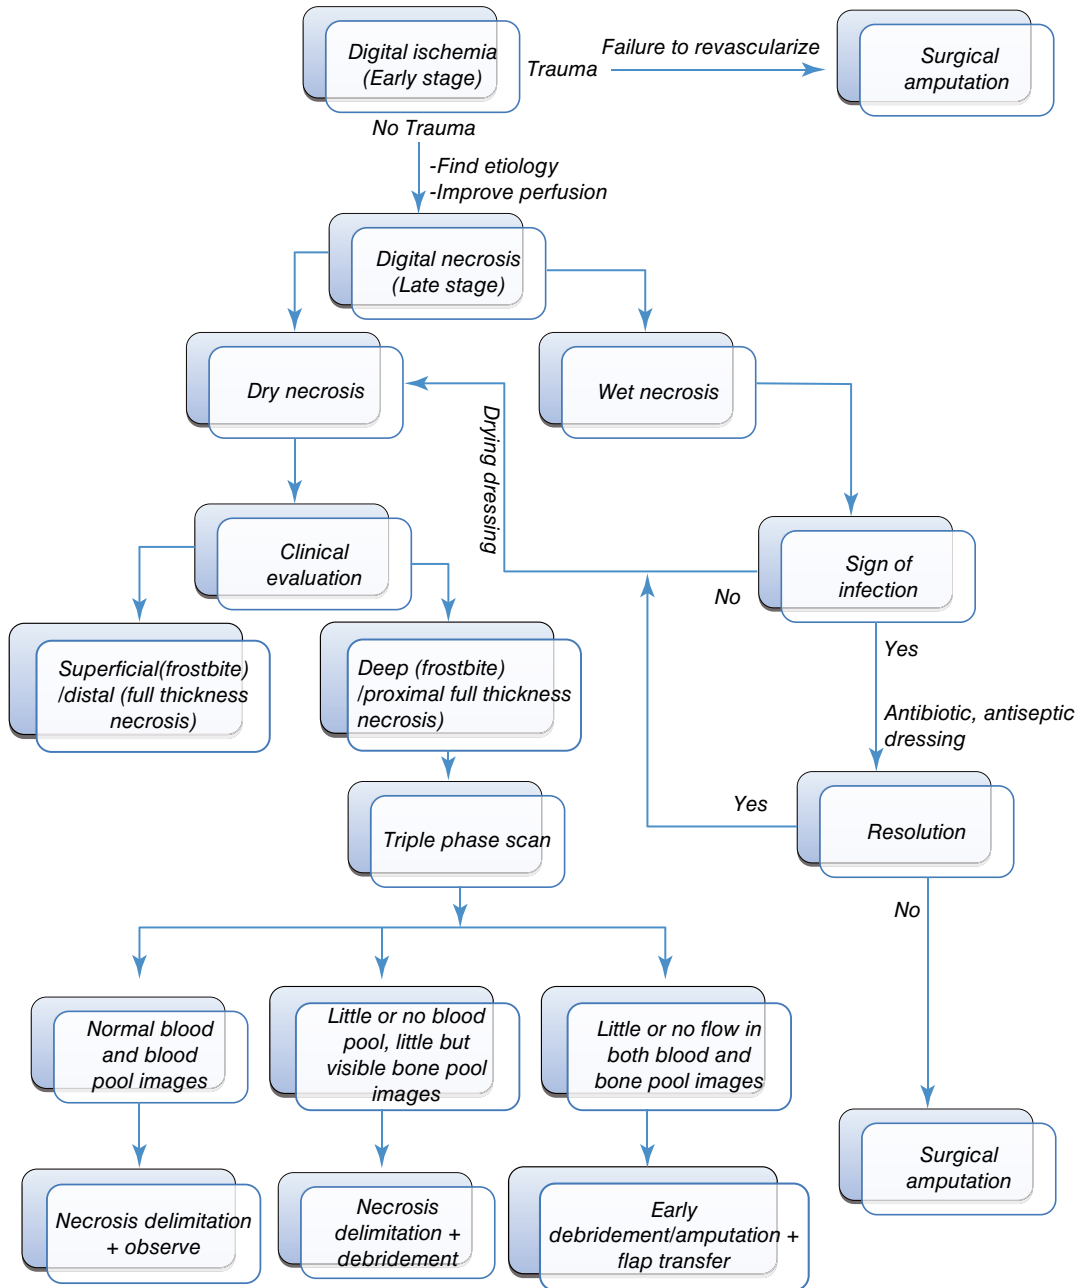 Digital ischemia
(Early stage)
Trauma
Failure to revascularize
Surgical
amputation
No Trauma
-Find etiology
-Improve perfusion
Digital necrosis
(Late stage)
Dry necrosis
Wet necrosis
Drying dressing
Clinical
evaluation
Sign of
infection
No
Yes
Superficial(frostbite)
/distal (full thickness
necrosis)
Deep (frostbite)
/proximal full thickness
necrosis)
Antibiotic, antiseptic
dressing
Triple phase scan
Yes
Resolution
No
Normal blood
and blood
pool images
Little or no blood
pool, little but
visible bone pool
images
Little or no flow in
both blood and
bone pool images
Surgical
amputation
Necrosis delimitation
+ observe
Necrosis
delimitation +
debridement
Early
debridement/amputation +
flap transfer